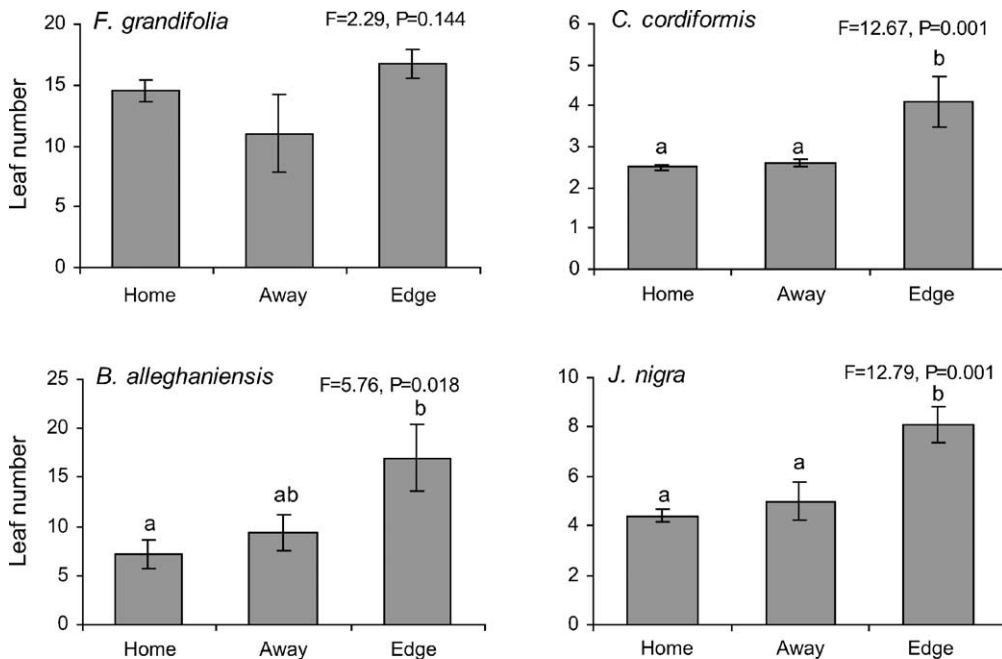 F. grandifolia
F=2.29, P=0.144
20
15
10
5
0
Leaf number
Home Away Edge
C. cordiformis
F=12.67, P=0.001
6
5
4
3
2
1
0
a a b
Home Away Edge
B. alleghaniensis
F=5.76, P=0.018
25
20
15
10
5
0
Leaf number
a ab b
Home Away Edge
J. nigra
F=12.79, P=0.001
10
8
6
4
2
0
a a b
Home Away Edge